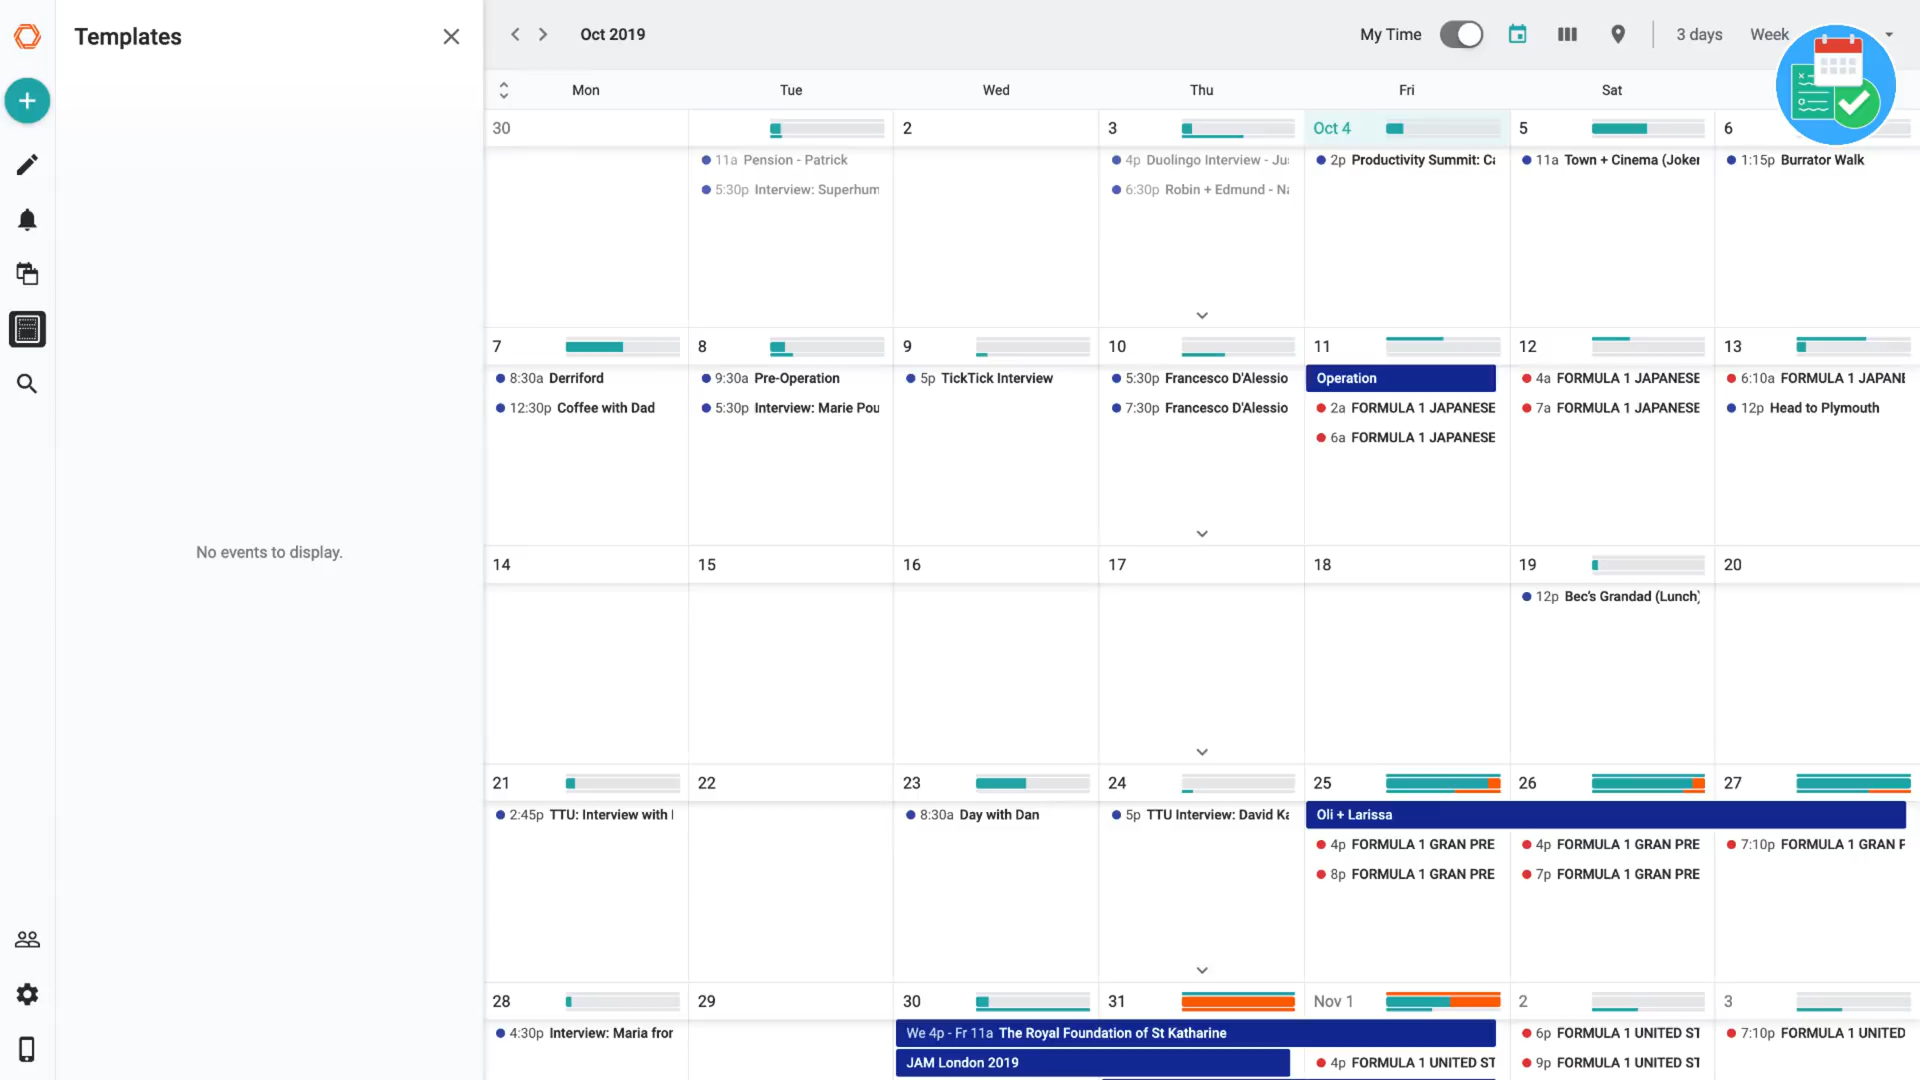 Templates
No events to display.
Oct 2019
My Time
3 days
Week
Mon
Tue
Wed
Thu
Fri
Sat
30
2
3
Oct 4
5
6
11a Pension - Patrick
5:30p Interview: Superhum
4p Duolingo Interview - Ju
6:30p Robin + Edmund - Na
2p Productivity Summit: Ca
11a Town + Cinema (Joker
1:15p Burrator Walk
7
8
9
10
11
12
13
8:30a Derriford
12:30p Coffee with Dad
9:30a Pre-Operation
5:30p Interview: Marie Pou
5p TickTick Interview
5:30p Francesco D'Alessio
7:30p Francesco D'Alessio
Operation
2a FORMULA 1 JAPANESE
6a FORMULA 1 JAPANESE
4a FORMULA 1 JAPANESE
7a FORMULA 1 JAPANESE
6:10a FORMULA 1 JAPANE
12p Head to Plymouth
14
15
16
17
18
19
20
12p Bec's Grandad (Lunch)
21
22
23
24
25
26
27
2:45p TTU: Interview with
8:30a Day with Dan
5p TTU Interview: David Ka
Oli + Larissa
4p FORMULA 1 GRAN PRE
8p FORMULA 1 GRAN PRE
4p FORMULA 1 GRAN PRE
7p FORMULA 1 GRAN PRE
7:10p FORMULA 1 GRAN P
28
29
30
31
Nov 1
2
3
4:30p Interview: Maria fror
We 4p - Fr 11a The Royal Foundation of St Katharine
JAM London 2019
4p FORMULA 1 UNITED ST
6p FORMULA 1 UNITED ST
9p FORMULA 1 UNITED ST
7:10p FORMULA 1 UNITED